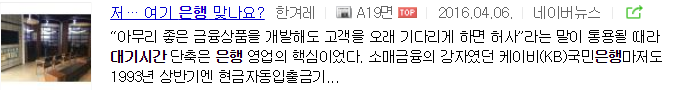 저… 여기 은행 맞나요? 한겨레 A19면 TOP 2016.04.06. 네이버뉴스
“아무리 좋은 금융상품을 개발해도 고객을 오래 기다리게 하면 허사”라는 말이 통용될 때라
대기시간 단축은 은행 영업의 핵심이었다. 소매금융의 강자였던 케이비(KB)국민은행마저도
1993년 상반기엔 현금자동입출금기...